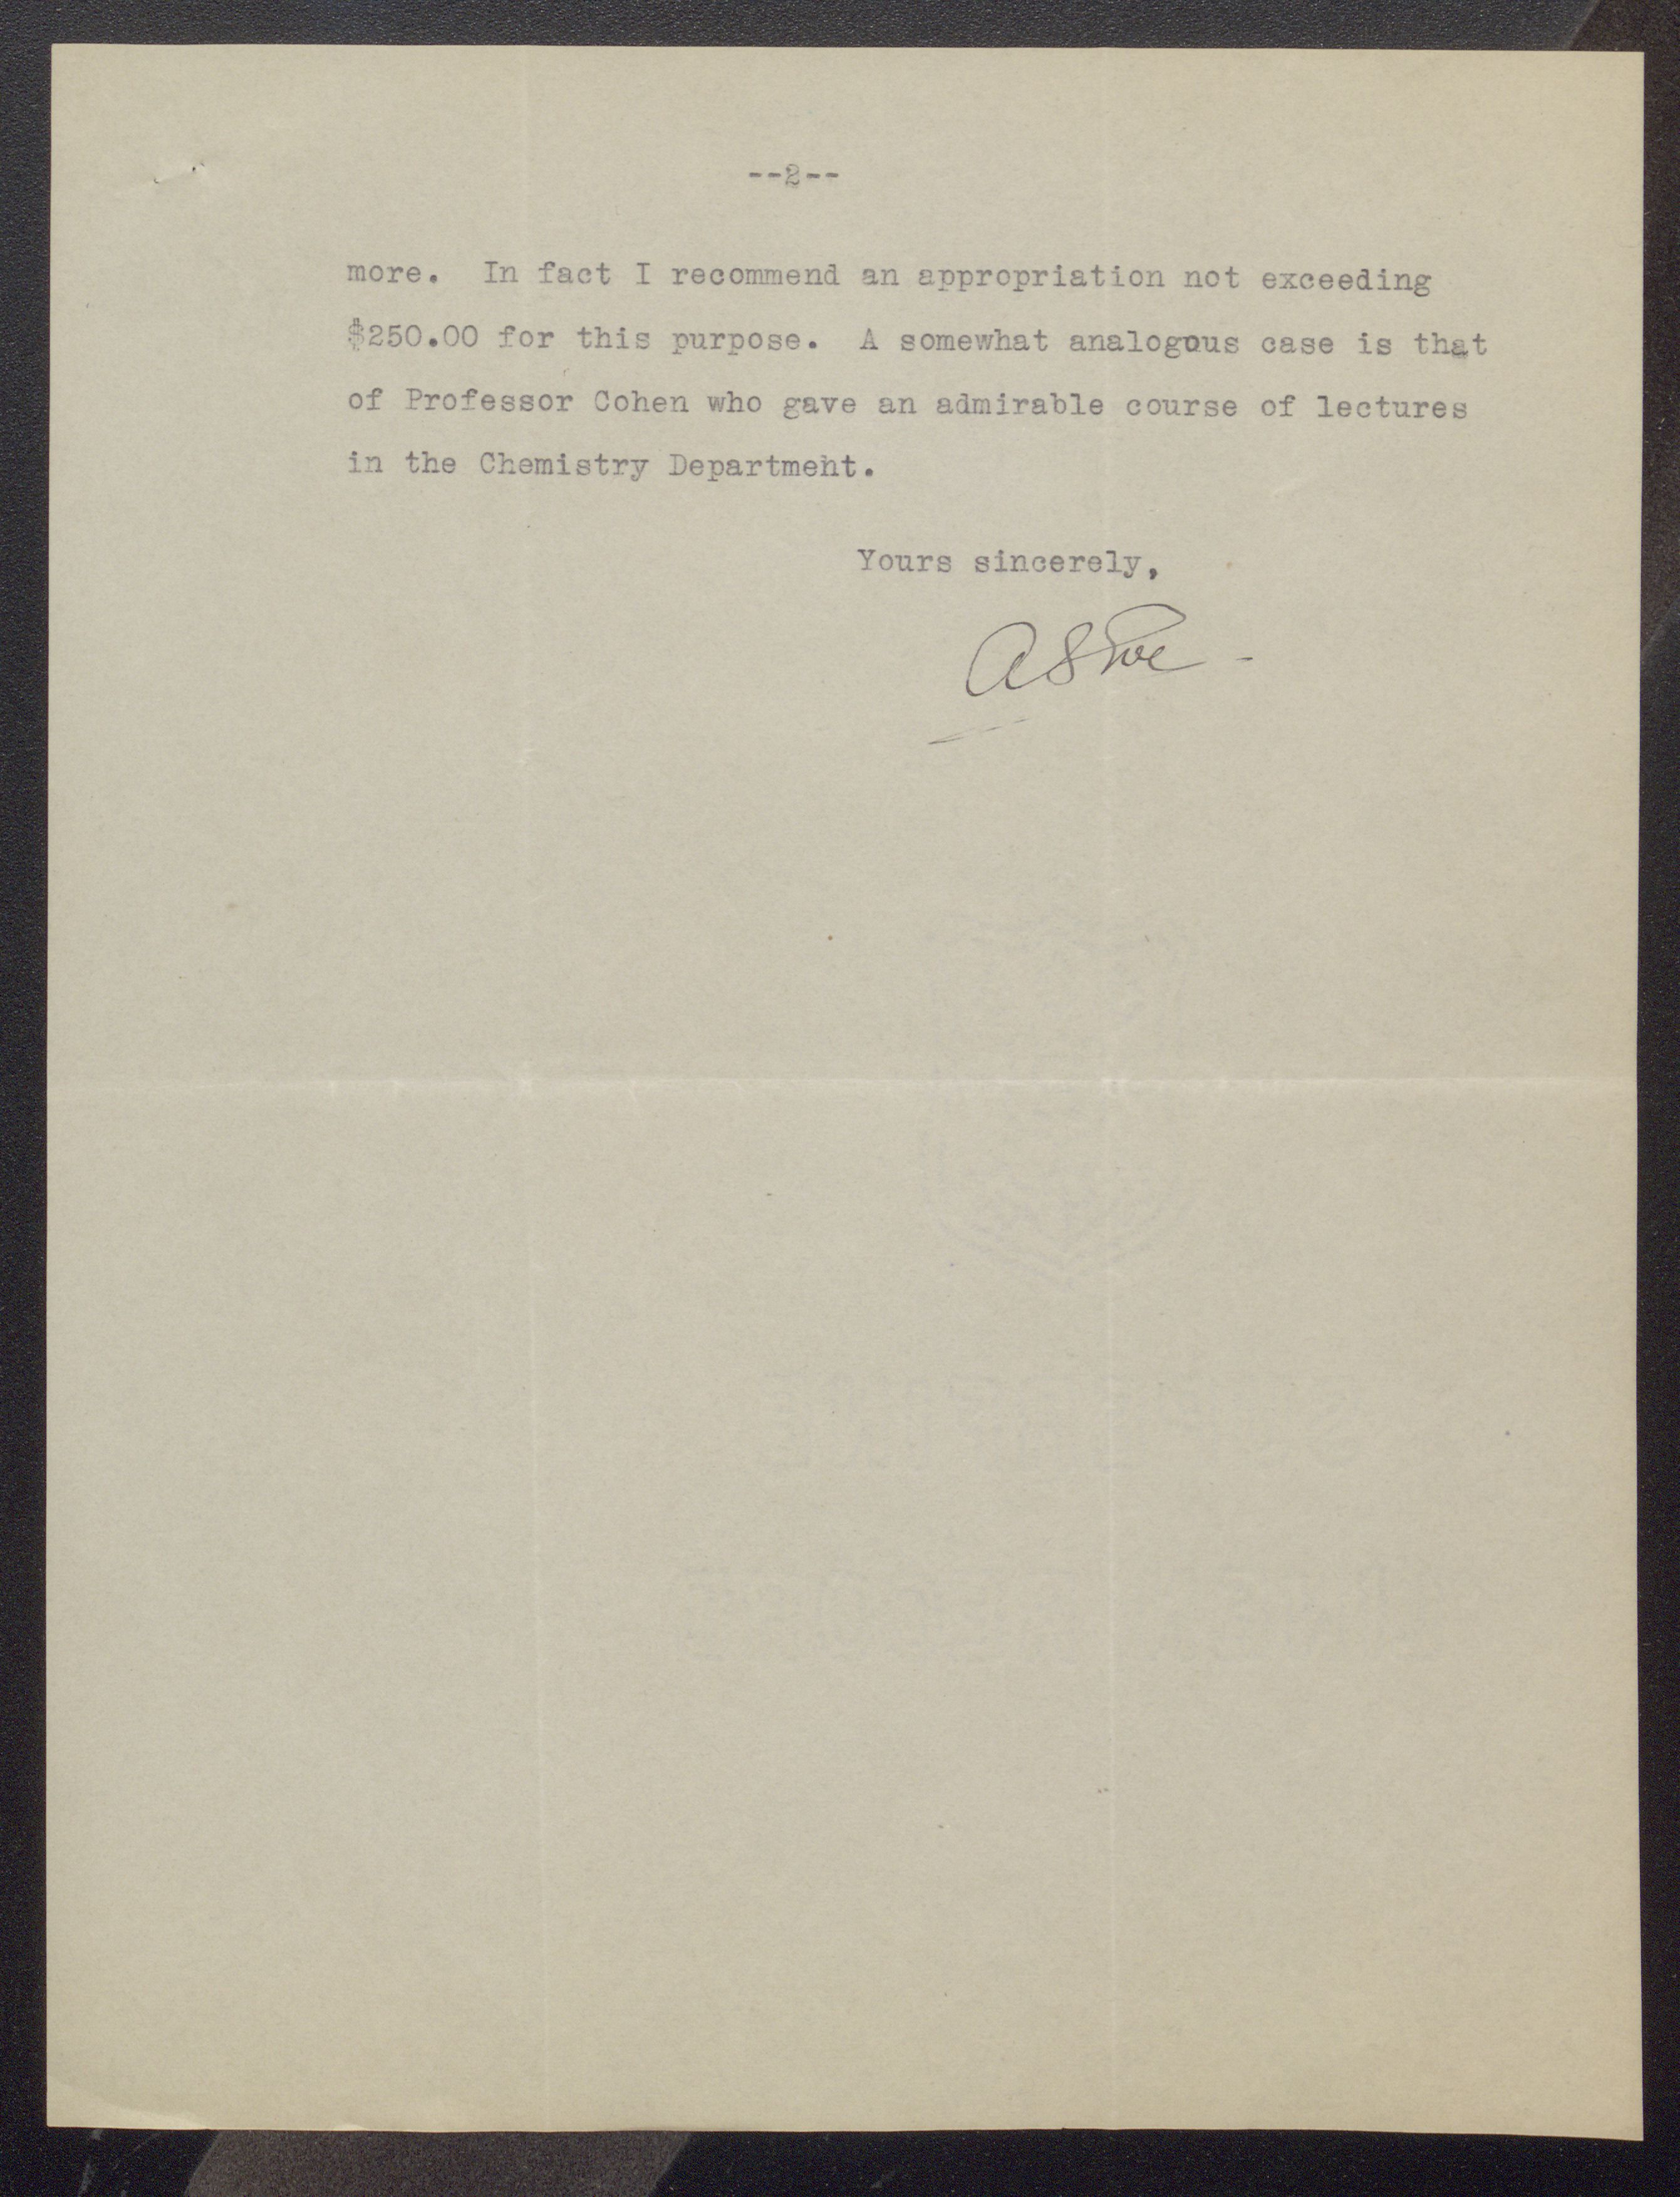 --2--
more. In fact I recommend an appropriation not exceeding
$250.00 for this purpose. A somewhat analogous case is that
of Professor Cohen who gave an admirable course of lectures
in the Chemistry Department.
Yours sincerely,